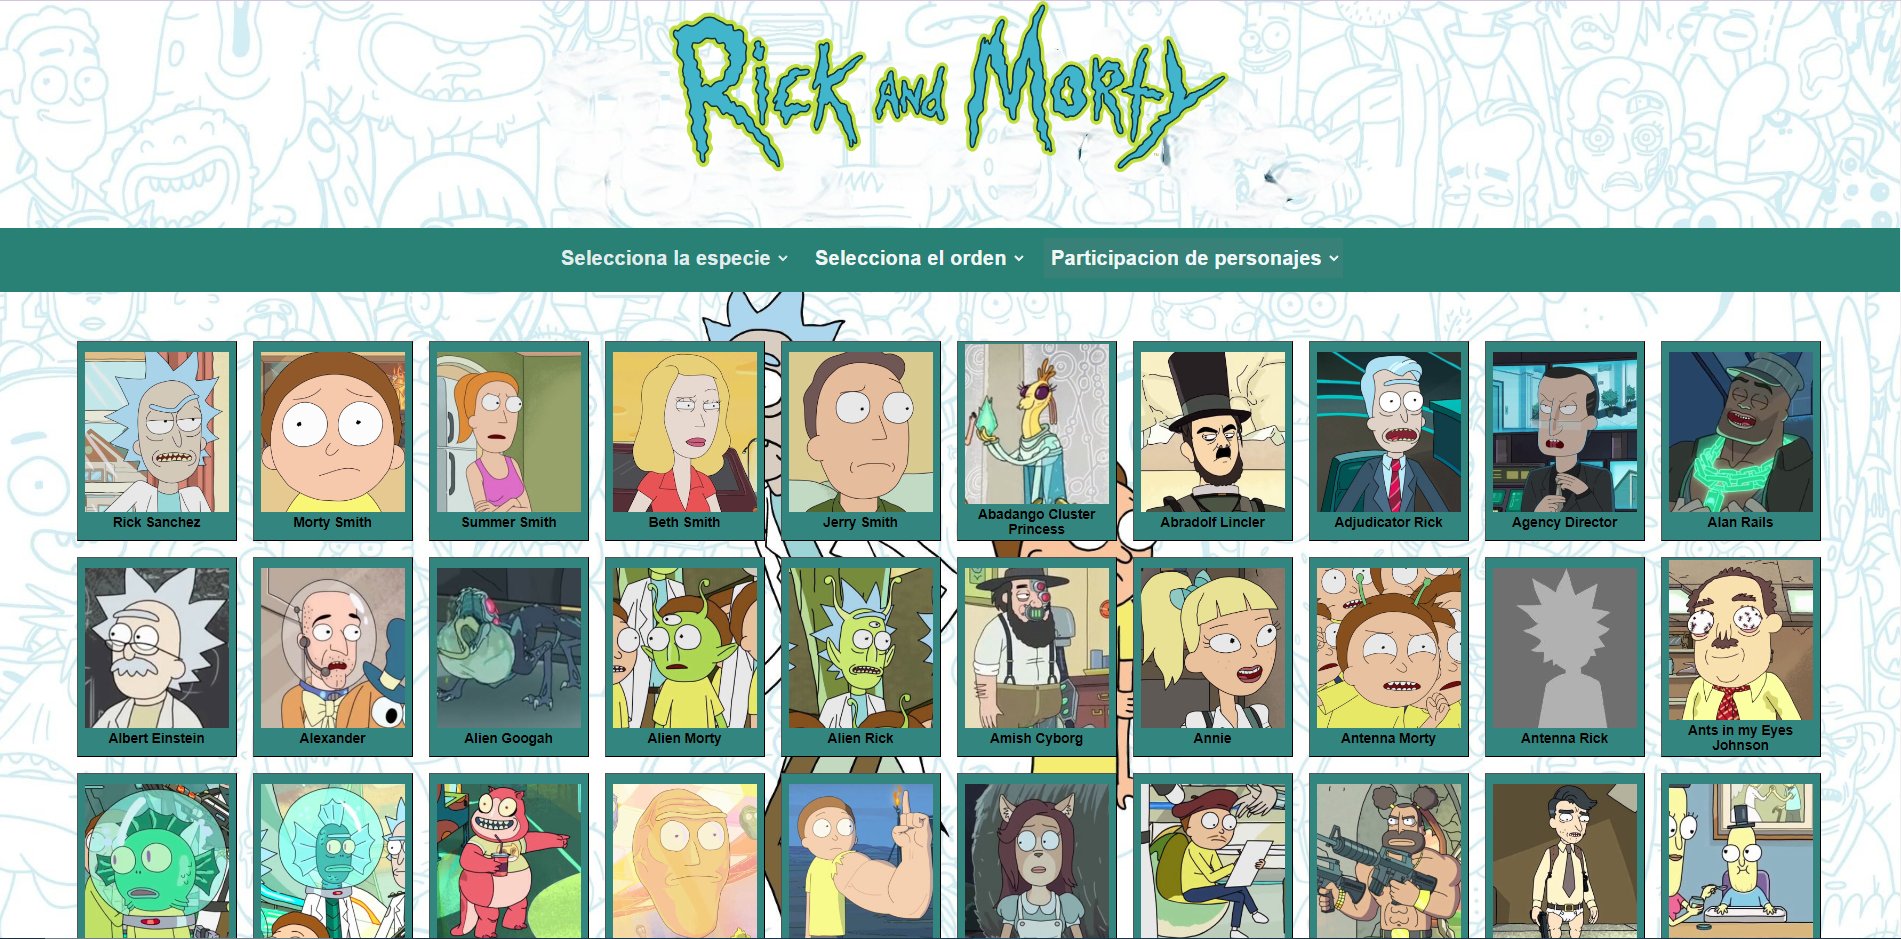 Rick and Morty
Selecciona la especie
Selecciona el orden
Participacion de personajes
Rick Sanchez
Morty Smith
Summer Smith
Beth Smith
Jerry Smith
Abadango Cluster
Princess
Abradolf Lincler
Adjudicator Rick
Agency Director
Alan Rails
Albert Einstein
Alexander
Alien Googah
Alien Morty
Alien Rick
Amish Cyborg
Annie
Antenna Morty
Antenna Rick
Ants in my Eyes
Johnson